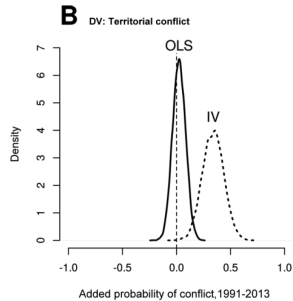 B DV: Territorial conflict
OLS
IV
Density
7
6
5
4
3
2
1
0
-1.0 -0.5 0.0 0.5 1.0
Added probability of conflict,1991-2013